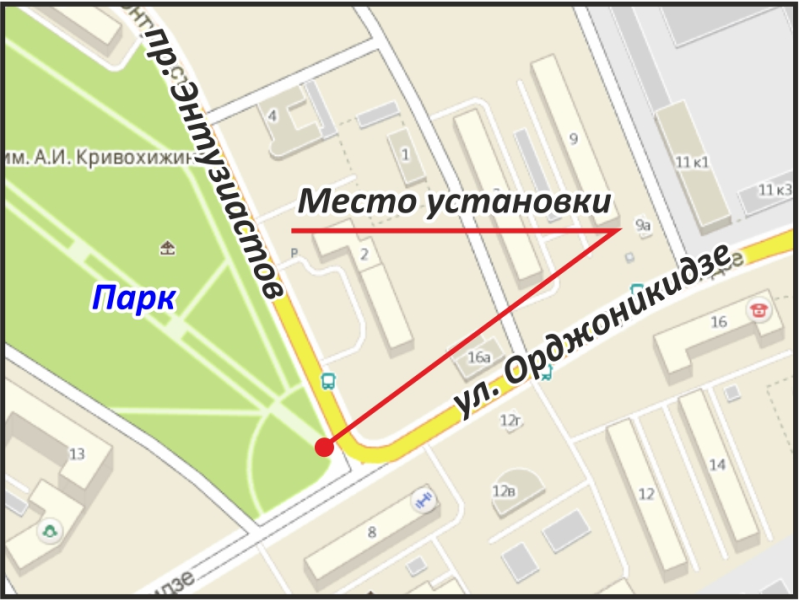 пр. Энтузиастов
4
1
9
11 к1
11 к3
им. А.И. Кривохижин
Место установки
9а
Р
2
Парк
ул. Орджоникидзе
16
16а
12г
13
14
12в
12
8
дзе